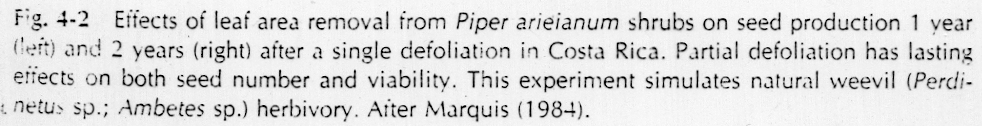 Fig. 4-2 Effects of leaf area removal from Piper arieianum shrubs on seed production 1 year
(left) and 2 years (right) after a single defoliation in Costa Rica. Partial defoliation has lasting
effects on both seed number and viability. This experiment simulates natural weevil (Perdi-
netus sp.; Ambetes sp.) herbivory. After Marquis (1984).